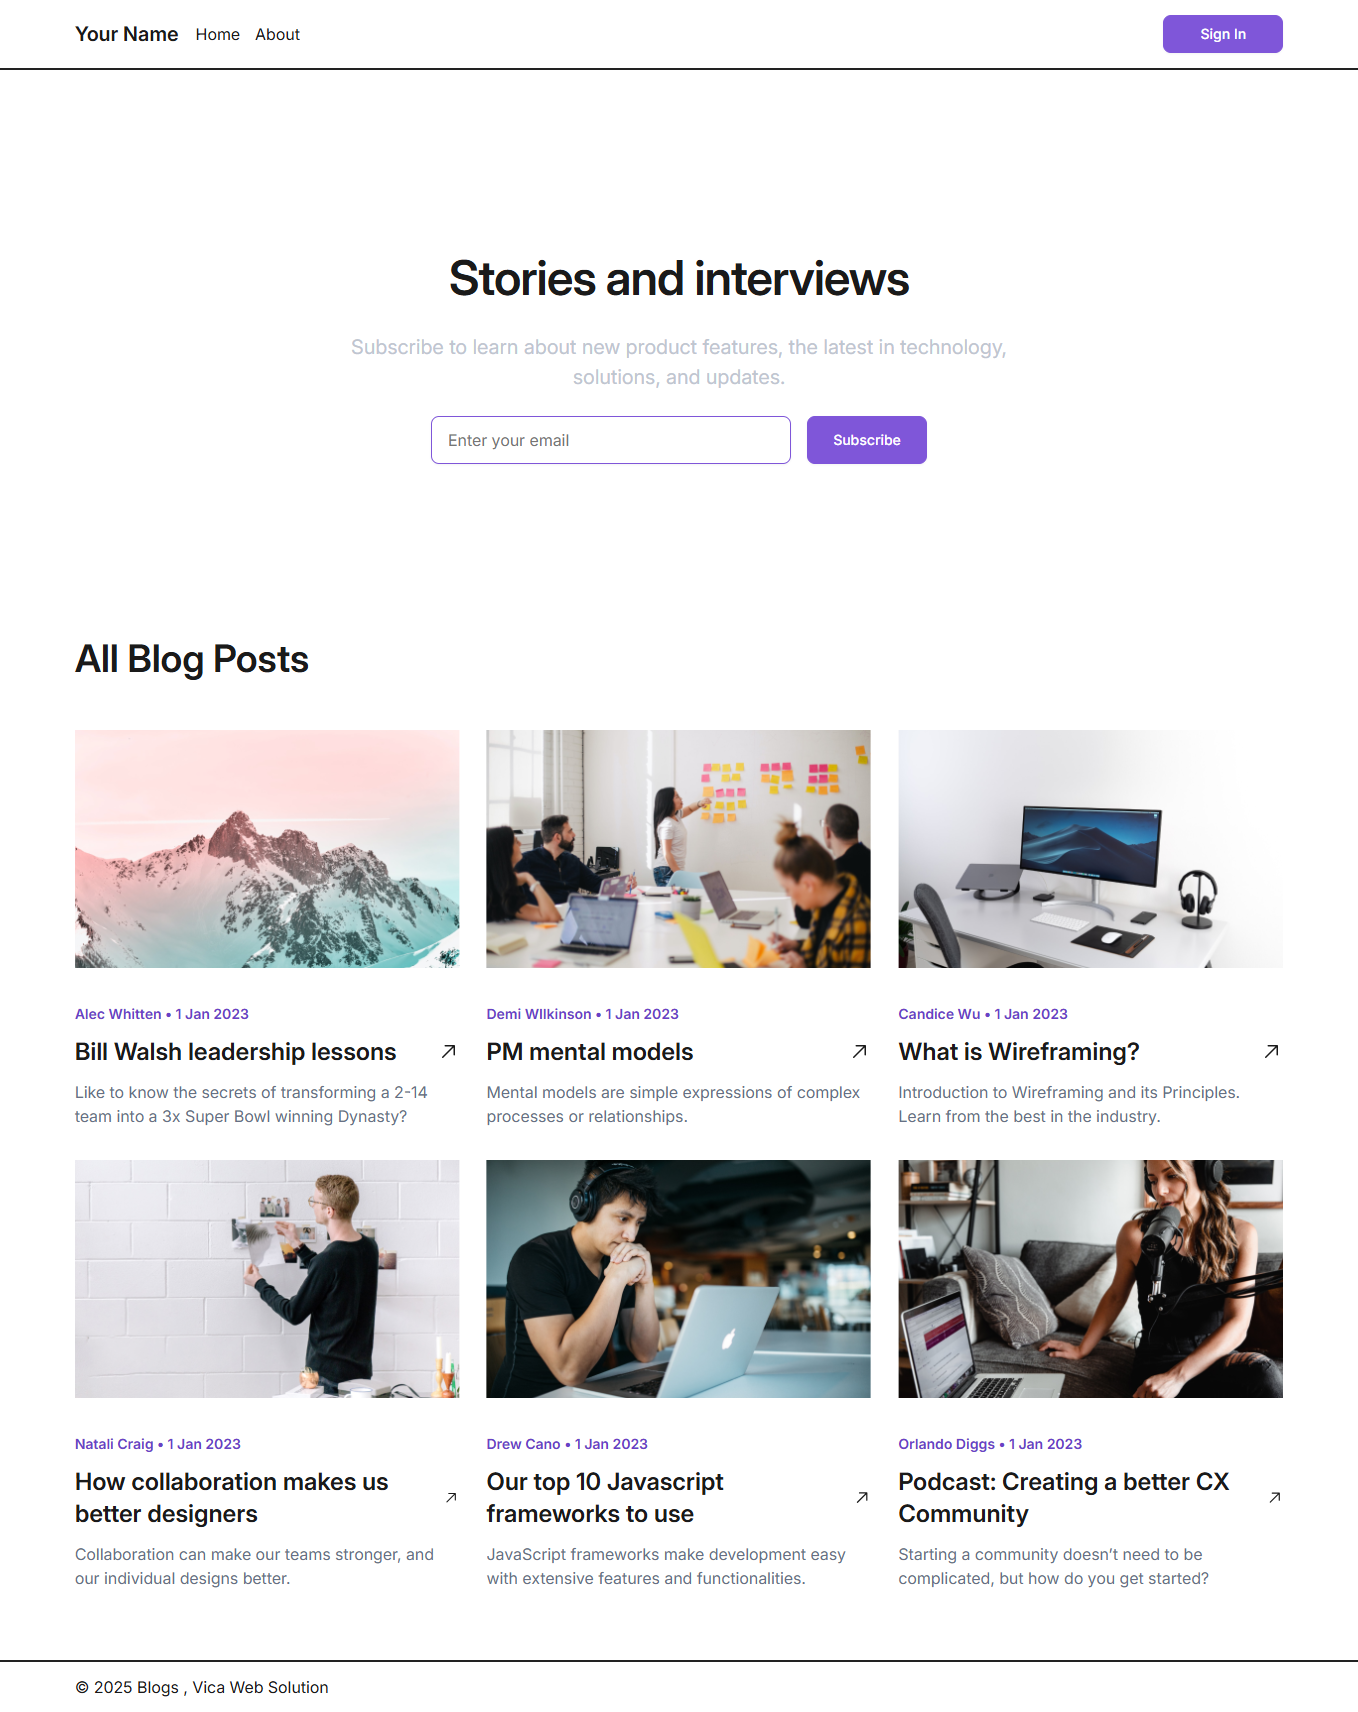 Your Name Home About Sign In
Stories and interviews
Subscribe to learn about new product features, the latest in technology,
solutions, and updates.
Enter your email Subscribe
All Blog Posts
Alec Whitten • 1 Jan 2023
Bill Walsh leadership lessons
Like to know the secrets of transforming a 2-14
team into a 3x Super Bowl winning Dynasty?
Demi WIlkinson • 1 Jan 2023
PM mental models
Mental models are simple expressions of complex
processes or relationships.
Candice Wu • 1 Jan 2023
What is Wireframing?
Introduction to Wireframing and its Principles.
Learn from the best in the industry.
Natali Craig • 1 Jan 2023
How collaboration makes us
better designers
Collaboration can make our teams stronger, and
our individual designs better.
Drew Cano • 1 Jan 2023
Our top 10 Javascript
frameworks to use
JavaScript frameworks make development easy
with extensive features and functionalities.
Orlando Diggs • 1 Jan 2023
Podcast: Creating a better CX
Community
Starting a community doesn’t need to be
complicated, but how do you get started?
© 2025 Blogs , Vica Web Solution